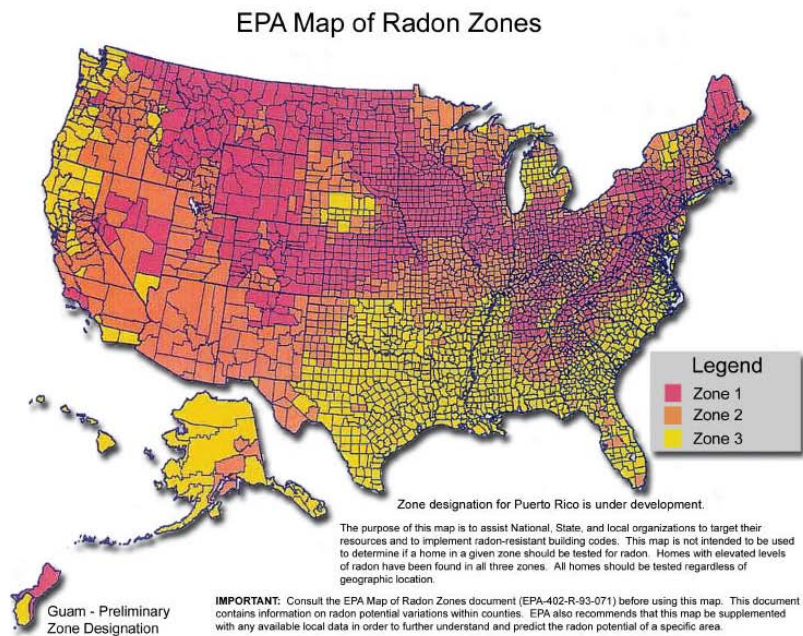 EPA Map of Radon Zones
Legend
Zone 1
Zone 2
Zone 3
Zone designation for Puerto Rico is under development.
The purpose of this map is to assist National, State, and local organizations to target their
resources and to implement radon-resistant building codes. This map is not intended to be used
to determine if a home in a given zone should be tested for radon. Homes with elevated levels
of radon have been found in all three zones. All homes should be tested regardless of
geographic location.
Guam - Preliminary
Zone Designation
IMPORTANT: Consult the EPA Map of Radon Zones document (EPA-402-R-93-071) before using this map. This document
contains information on radon potential variations within counties. EPA also recommends that this map be supplemented
with any available local data in order to further understand and predict the radon potential of a specific area.